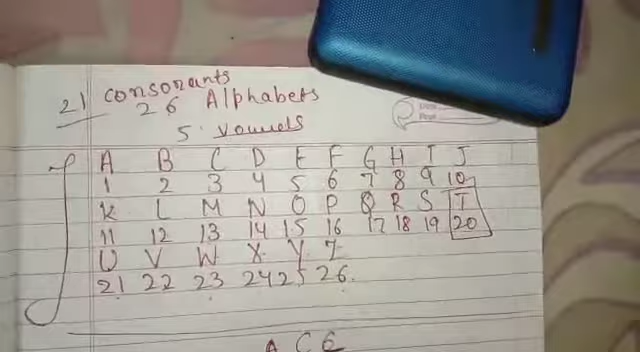 21 consonants
26 Alphabets
5 Vowels
A B C D E F G H I J
1 2 3 4 5 6 7 8 9 10
K L M N O P Q R S T
11 12 13 14 15 16 17 18 19 20
U V W X Y Z
21 22 23 24 25 26
A C E